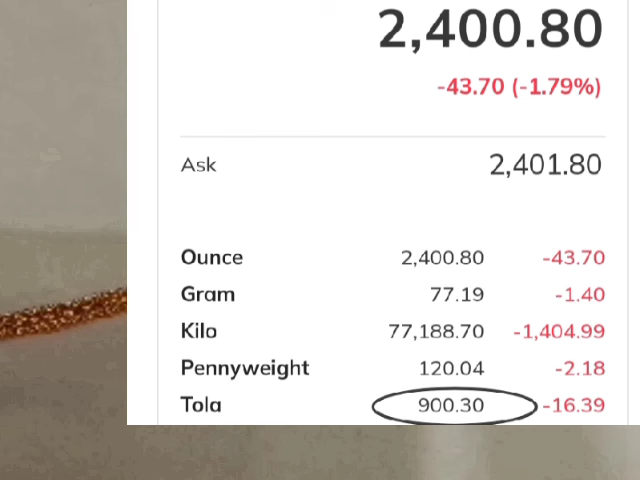 2,400.80
-43.70 (-1.79%)
Ask 2,401.80
Ounce 2,400.80 -43.70
Gram 77.19 -1.40
Kilo 77,188.70 -1,404.99
Pennyweight 120.04 -2.18
Tola 900.30 -16.39